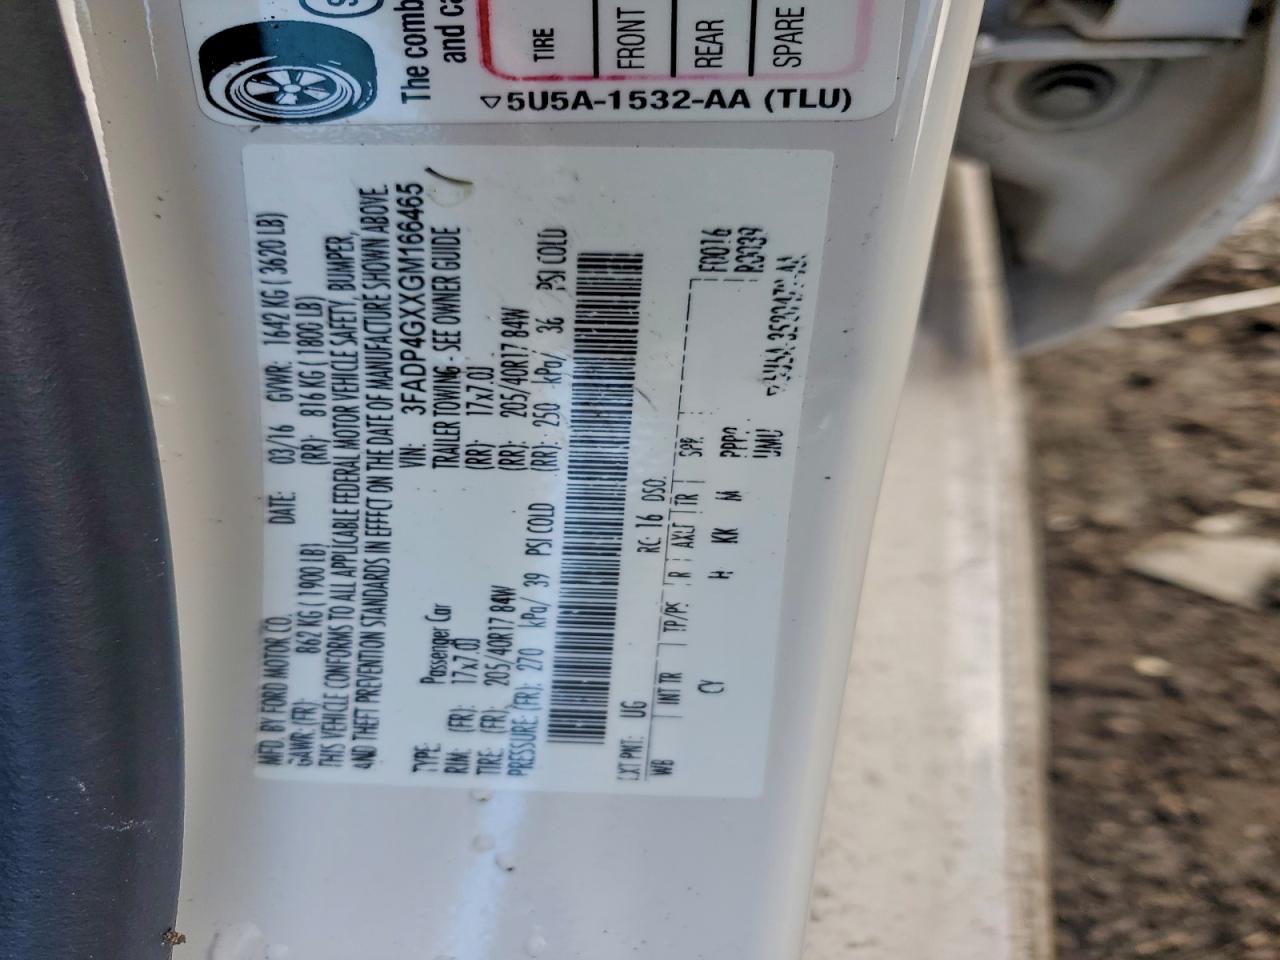 The comb
and ca
TIRE
FRONT
REAR
SPARE
5U5A-1532-AA (TLU)
MFD. BY FORD MOTOR CO. DATE: 03/16 GVWR: 1642 KG ( 3620 LB)
GAWR: (FR): 862 KG ( 1900 LB) (RR): 816 KG ( 1800 LB)
THIS VEHICLE CONFORMS TO ALL APPLICABLE FEDERAL MOTOR VEHICLE SAFETY, BUMPER,
AND THEFT PREVENTION STANDARDS IN EFFECT ON THE DATE OF MANUFACTURE SHOWN ABOVE.
VIN: 3FADP4GXXGM166465
TYPE: Passenger Car TRAILER TOWING - SEE OWNER GUIDE
RIM: (FR): 17x7.0J (RR): 17x7.0J
TIRE: (FR): 205/40R17 84W (RR): 205/40R17 84W
PRESSURE (FR): 270 kPa/ 39 PSI COLD (RR): 250 kPa/ 36 PSI COLD
EXT PNT: UG RC: 16 DSO:
WB INT TR TP/PS R AXLE TR SPR F0016
CY H KK M PPP2 R3939
UMU